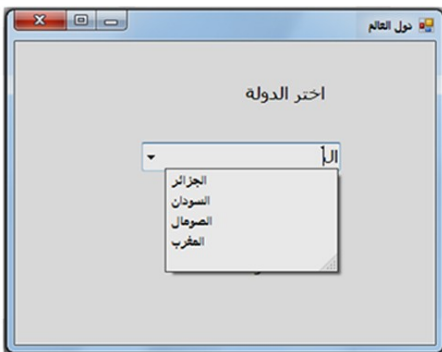 دول العالم
اختر الدولة
ال
الجزائر
السودان
الصومال
المغرب